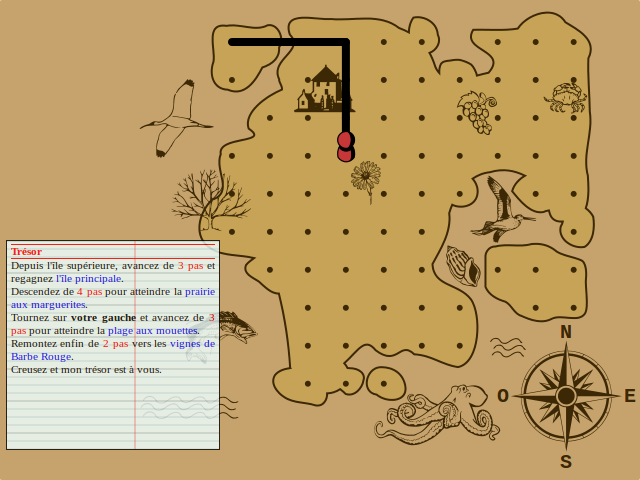 Trésor
Depuis l'île supérieure, avancez de 3 pas et
regagnez l'île principale.
Descendez de 4 pas pour atteindre la prairie
aux marguerites.
Tournez sur votre gauche et avancez de 3
pas pour atteindre la plage aux mouettes.
Remontez enfin de 2 pas vers les vignes de
Barbe Rouge.
Creusez et mon trésor est à vous.
N
O
E
S